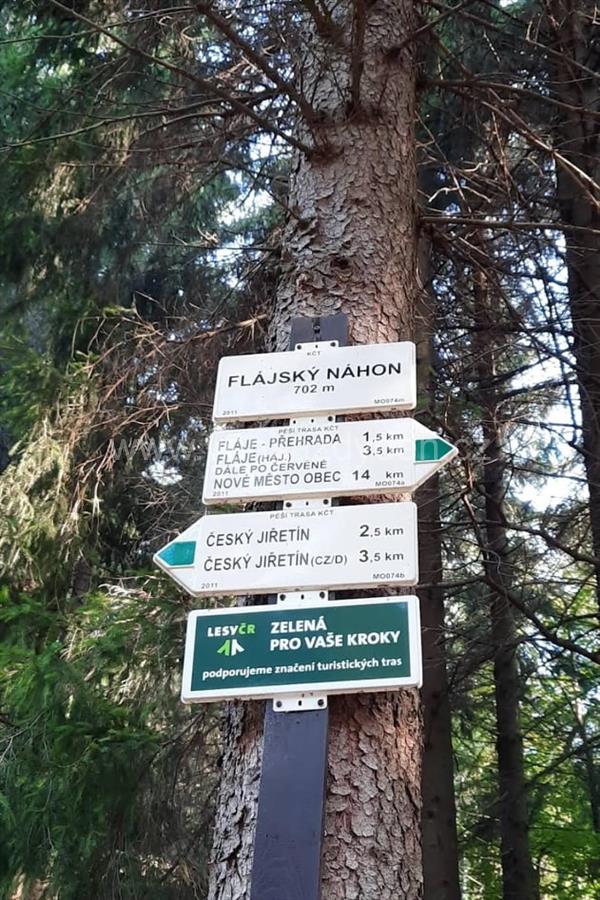 KČT
FLÁJSKÝ NÁHON
702 m
2011 MO074m
PĚŠÍ TRASA KČT
FLÁJE - PŘEHRADA 1,5 km
FLÁJE (HÁJ.) 3,5 km
DÁLE PO ČERVENÉ
NOVÉ MĚSTO OBEC 14 km
2011 MO074a
PĚŠÍ TRASA KČT
ČESKÝ JIŘETÍN 2,5 km
ČESKÝ JIŘETÍN (CZ/D) 3,5 km
2011 MO074b
LESY ČR ZELENÁ
PRO VAŠE KROKY
podporujeme značení turistických tras